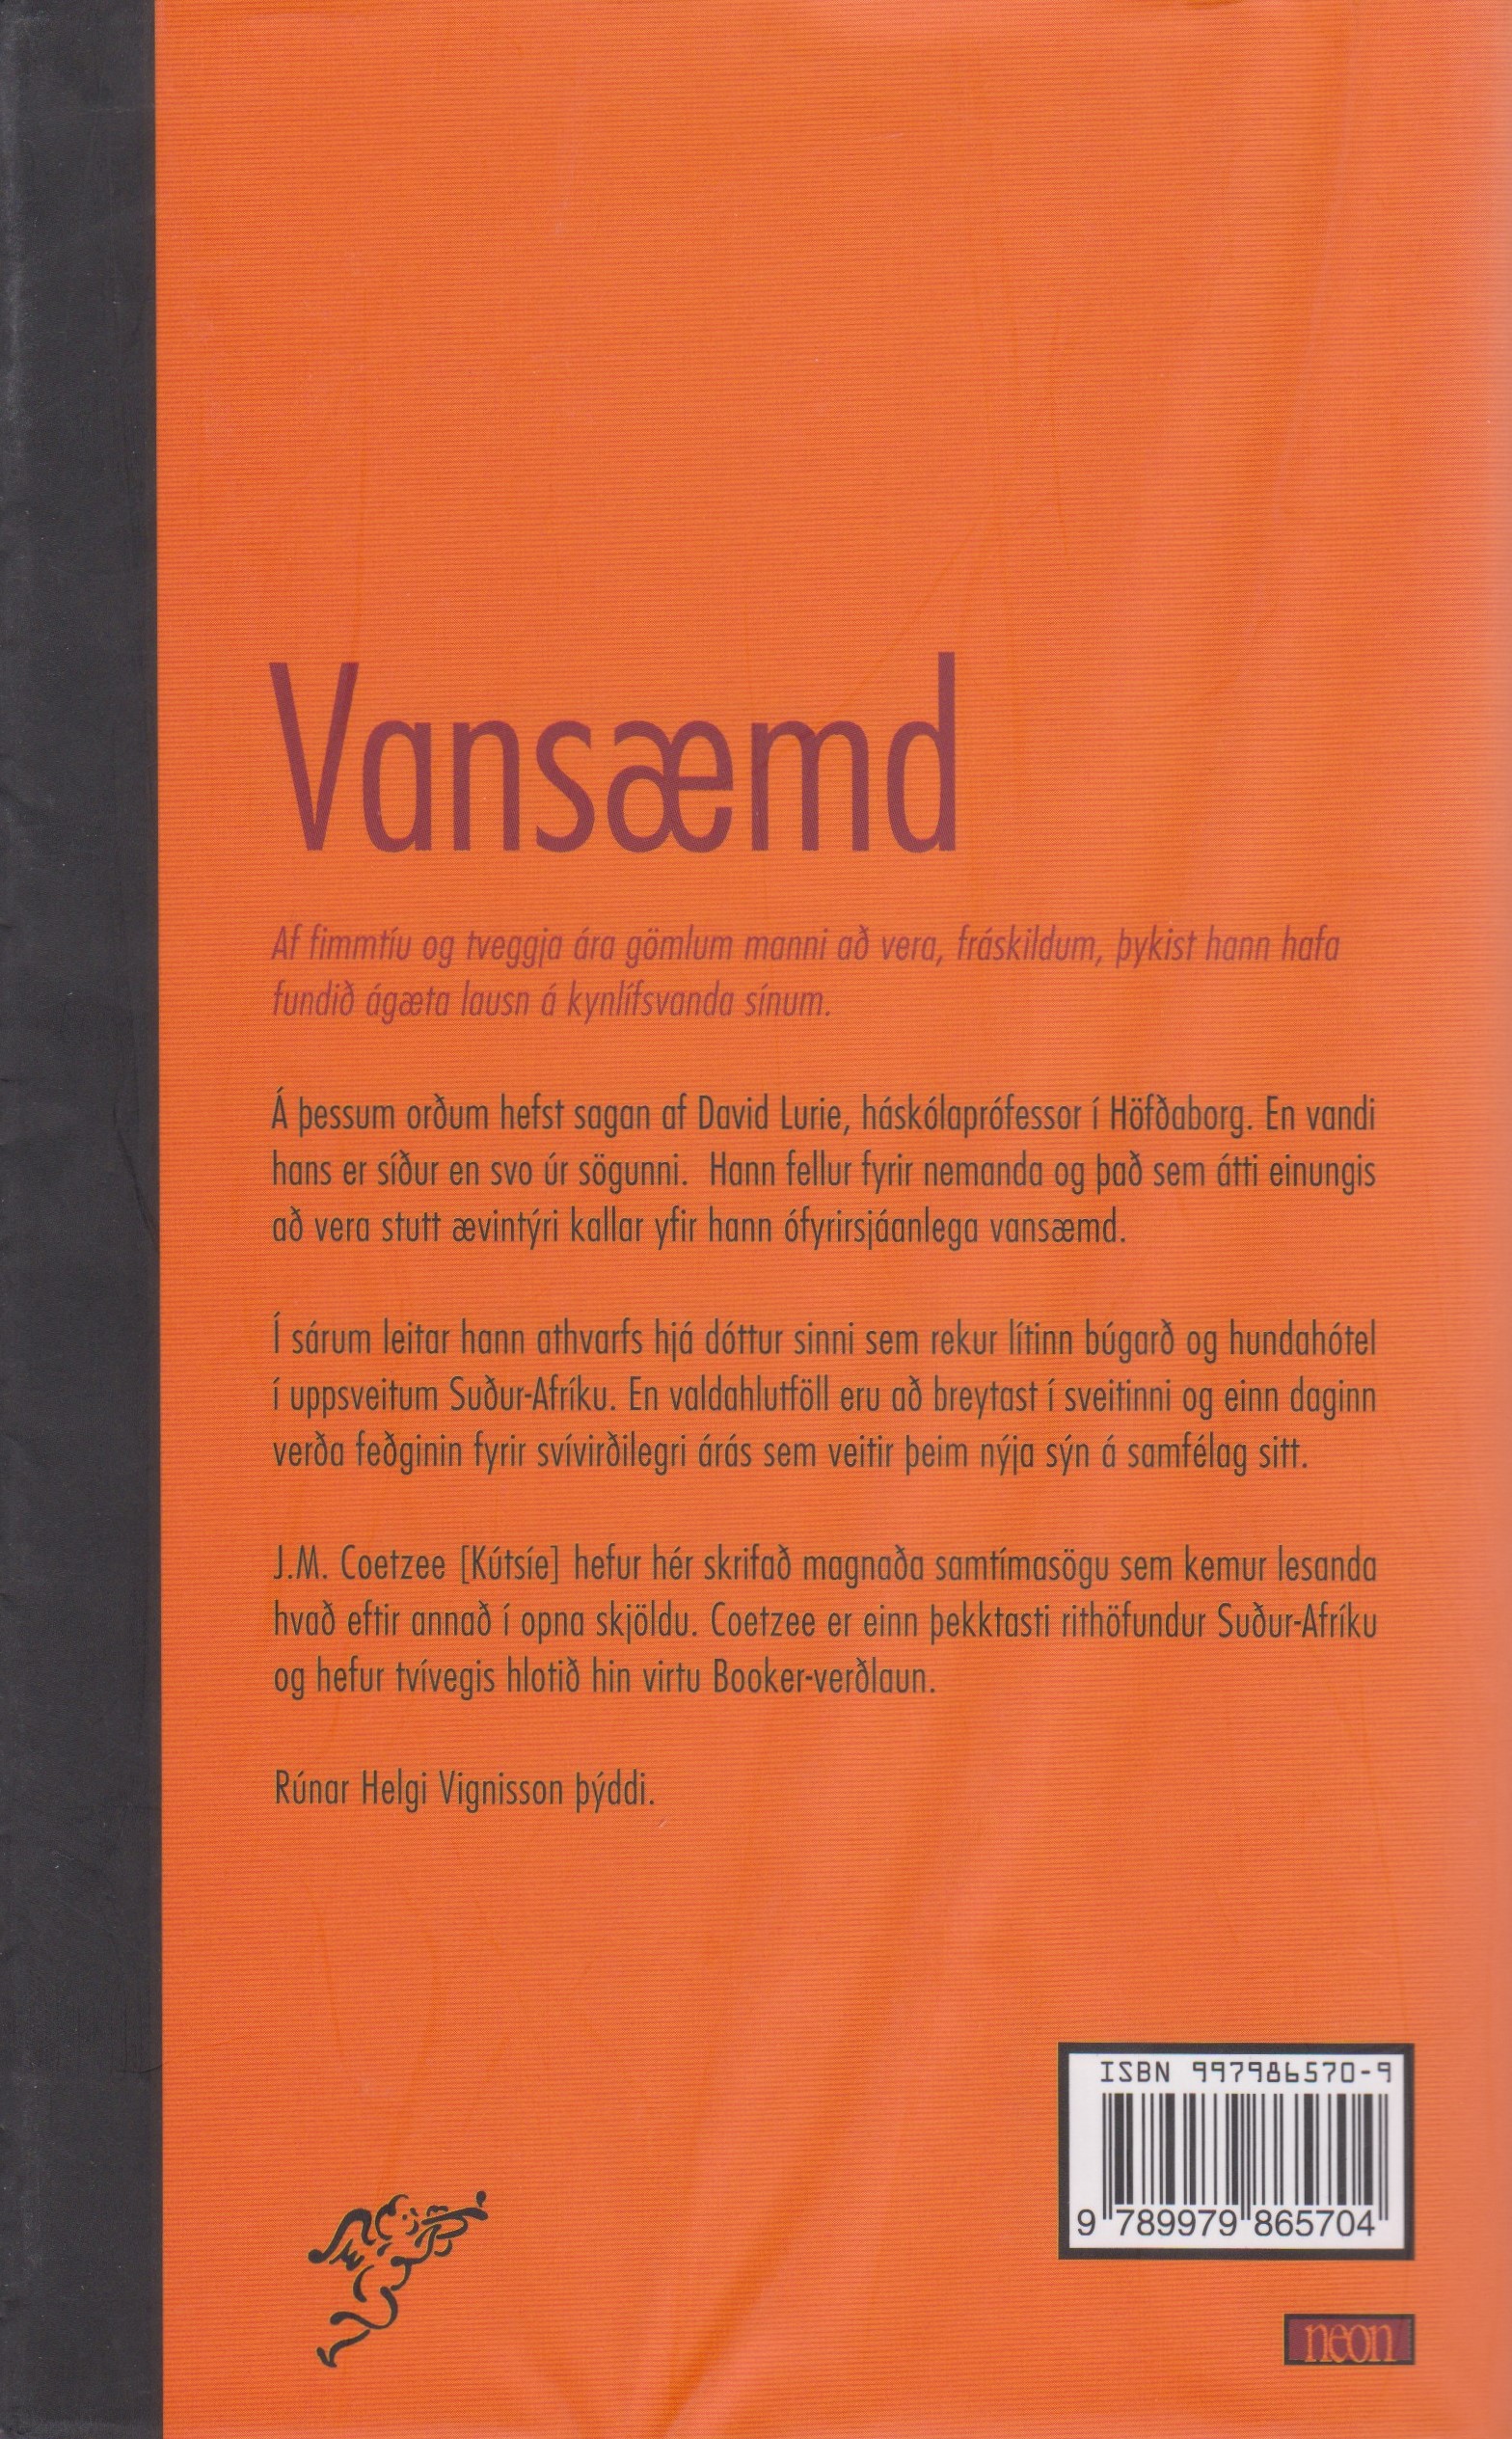 Vansæmd
Af fimmtíu og tveggja ára gömlum manni að vera, fráskildum, þykist hann hafa
fundið ágæta lausn á kynlífsvanda sínum.
Á þessum orðum hefst sagan af David Lurie, háskólaprófessor í Höfðaborg. En vandi
hans er síður en svo úr sögunni. Hann fellur fyrir nemanda og það sem átti einungis
að vera stutt ævintýri kallar yfir hann ófyrirsjáanlega vansæmd.
Í sárum leitar hann athvarfs hjá dóttur sinni sem rekur lítinn búgarð og hundahótel
í uppsveitum Suður-Afríku. En valdahlutföll eru að breytast í sveitinni og einn daginn
verða feðginin fyrir svívirðilegri árás sem veitir þeim nýja sýn á samfélag sitt.
J.M. Coetzee [Kútsíe] hefur hér skrifað magnaða samtímasögu sem kemur lesanda
hvað eftir annað í opna skjöldu. Coetzee er einn þekktasti rithöfundur Suður-Afríku
og hefur tvívegis hlotið hin virtu Booker-verðlaun.
Rúnar Helgi Vignisson þýddi.
ISBN 997986570-9
9 789979 865704
neon